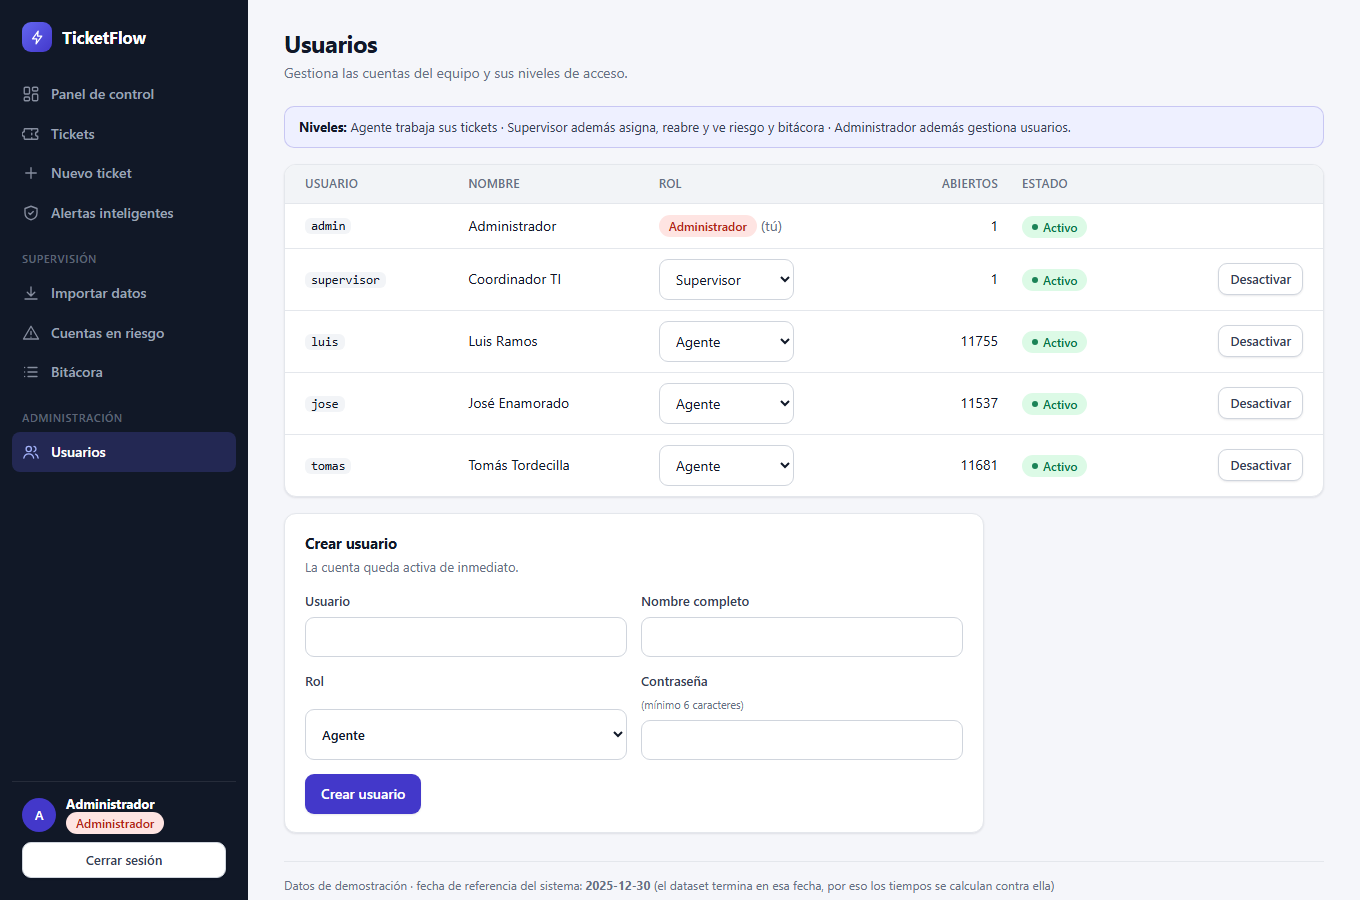 TicketFlow
Panel de control
Tickets
Nuevo ticket
Alertas inteligentes
SUPERVISIÓN
Importar datos
Cuentas en riesgo
Bitácora
ADMINISTRACIÓN
Usuarios
A
Administrador
Administrador
Cerrar sesión
Usuarios
Gestiona las cuentas del equipo y sus niveles de acceso.
Niveles: Agente trabaja sus tickets · Supervisor además asigna, reabre y ve riesgo y bitácora · Administrador además gestiona usuarios.
USUARIO NOMBRE ROL ABIERTOS ESTADO
admin Administrador Administrador (tú) 1 Activo
supervisor Coordinador TI Supervisor 1 Activo Desactivar
luis Luis Ramos Agente 11755 Activo Desactivar
jose José Enamorado Agente 11537 Activo Desactivar
tomas Tomás Tordecilla Agente 11681 Activo Desactivar
Crear usuario
La cuenta queda activa de inmediato.
Usuario Nombre completo
Rol Contraseña
(mínimo 6 caracteres)
Agente
Crear usuario
Datos de demostración · fecha de referencia del sistema: 2025-12-30 (el dataset termina en esa fecha, por eso los tiempos se calculan contra ella)